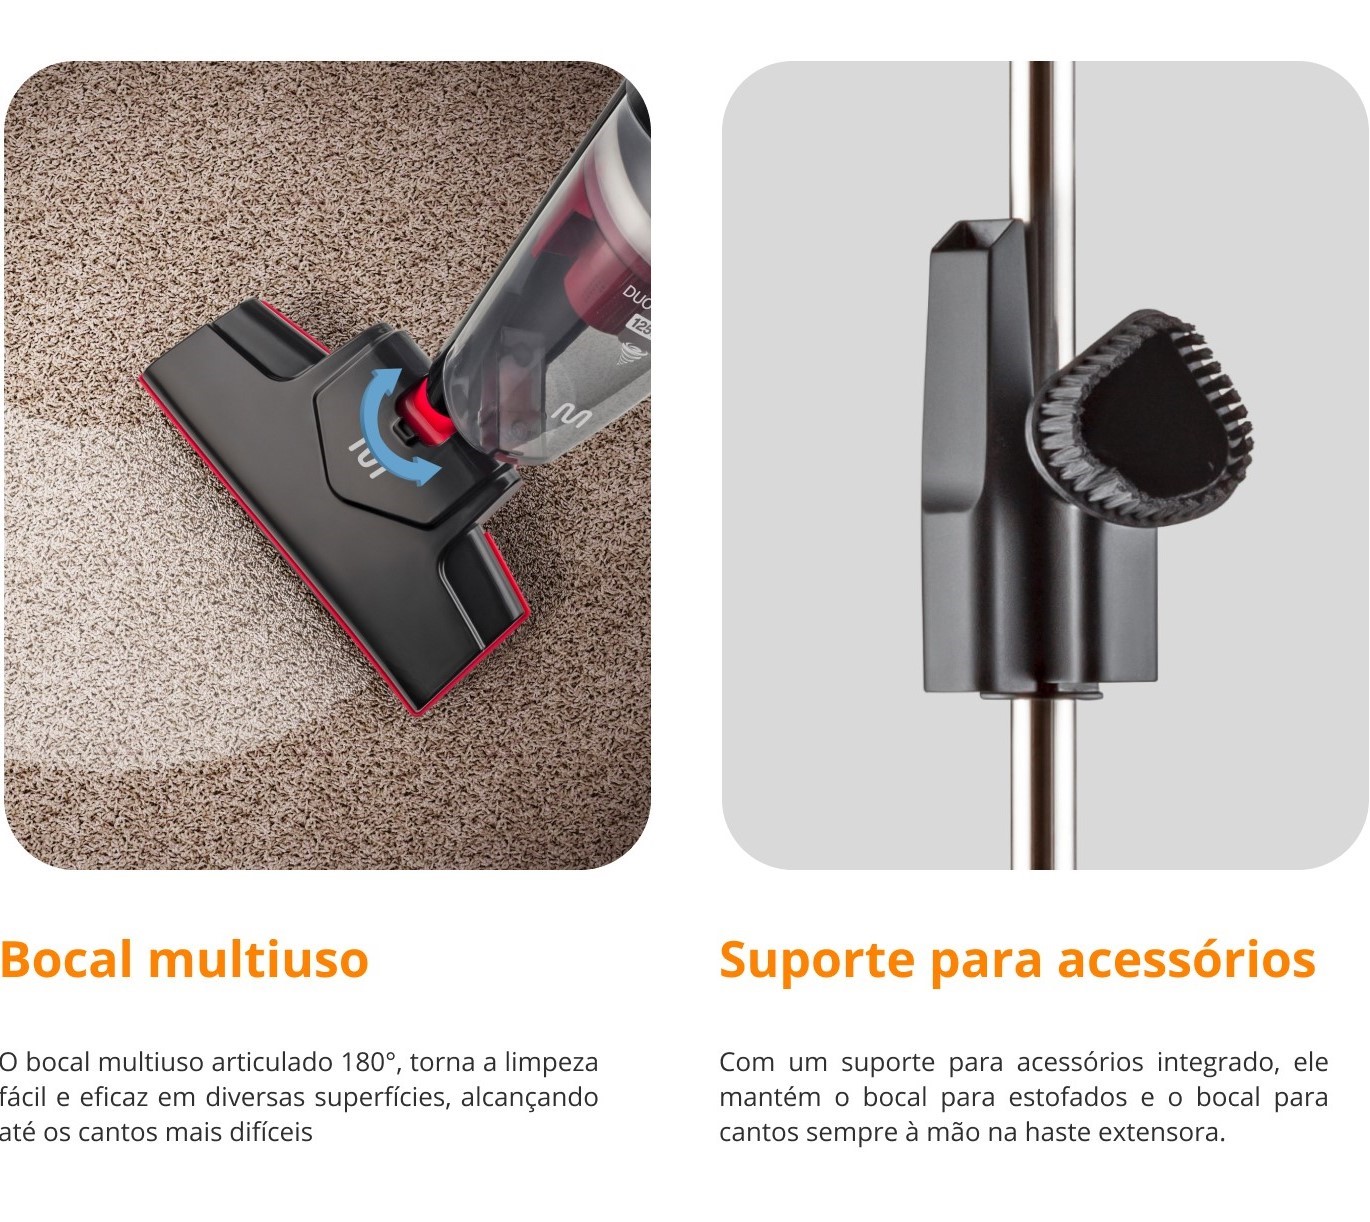 DUO
125
Bocal multiuso
O bocal multiuso articulado 180°, torna a limpeza
fácil e eficaz em diversas superfícies, alcançando
até os cantos mais difíceis
Suporte para acessórios
Com um suporte para acessórios integrado, ele
mantém o bocal para estofados e o bocal para
cantos sempre à mão na haste extensora.